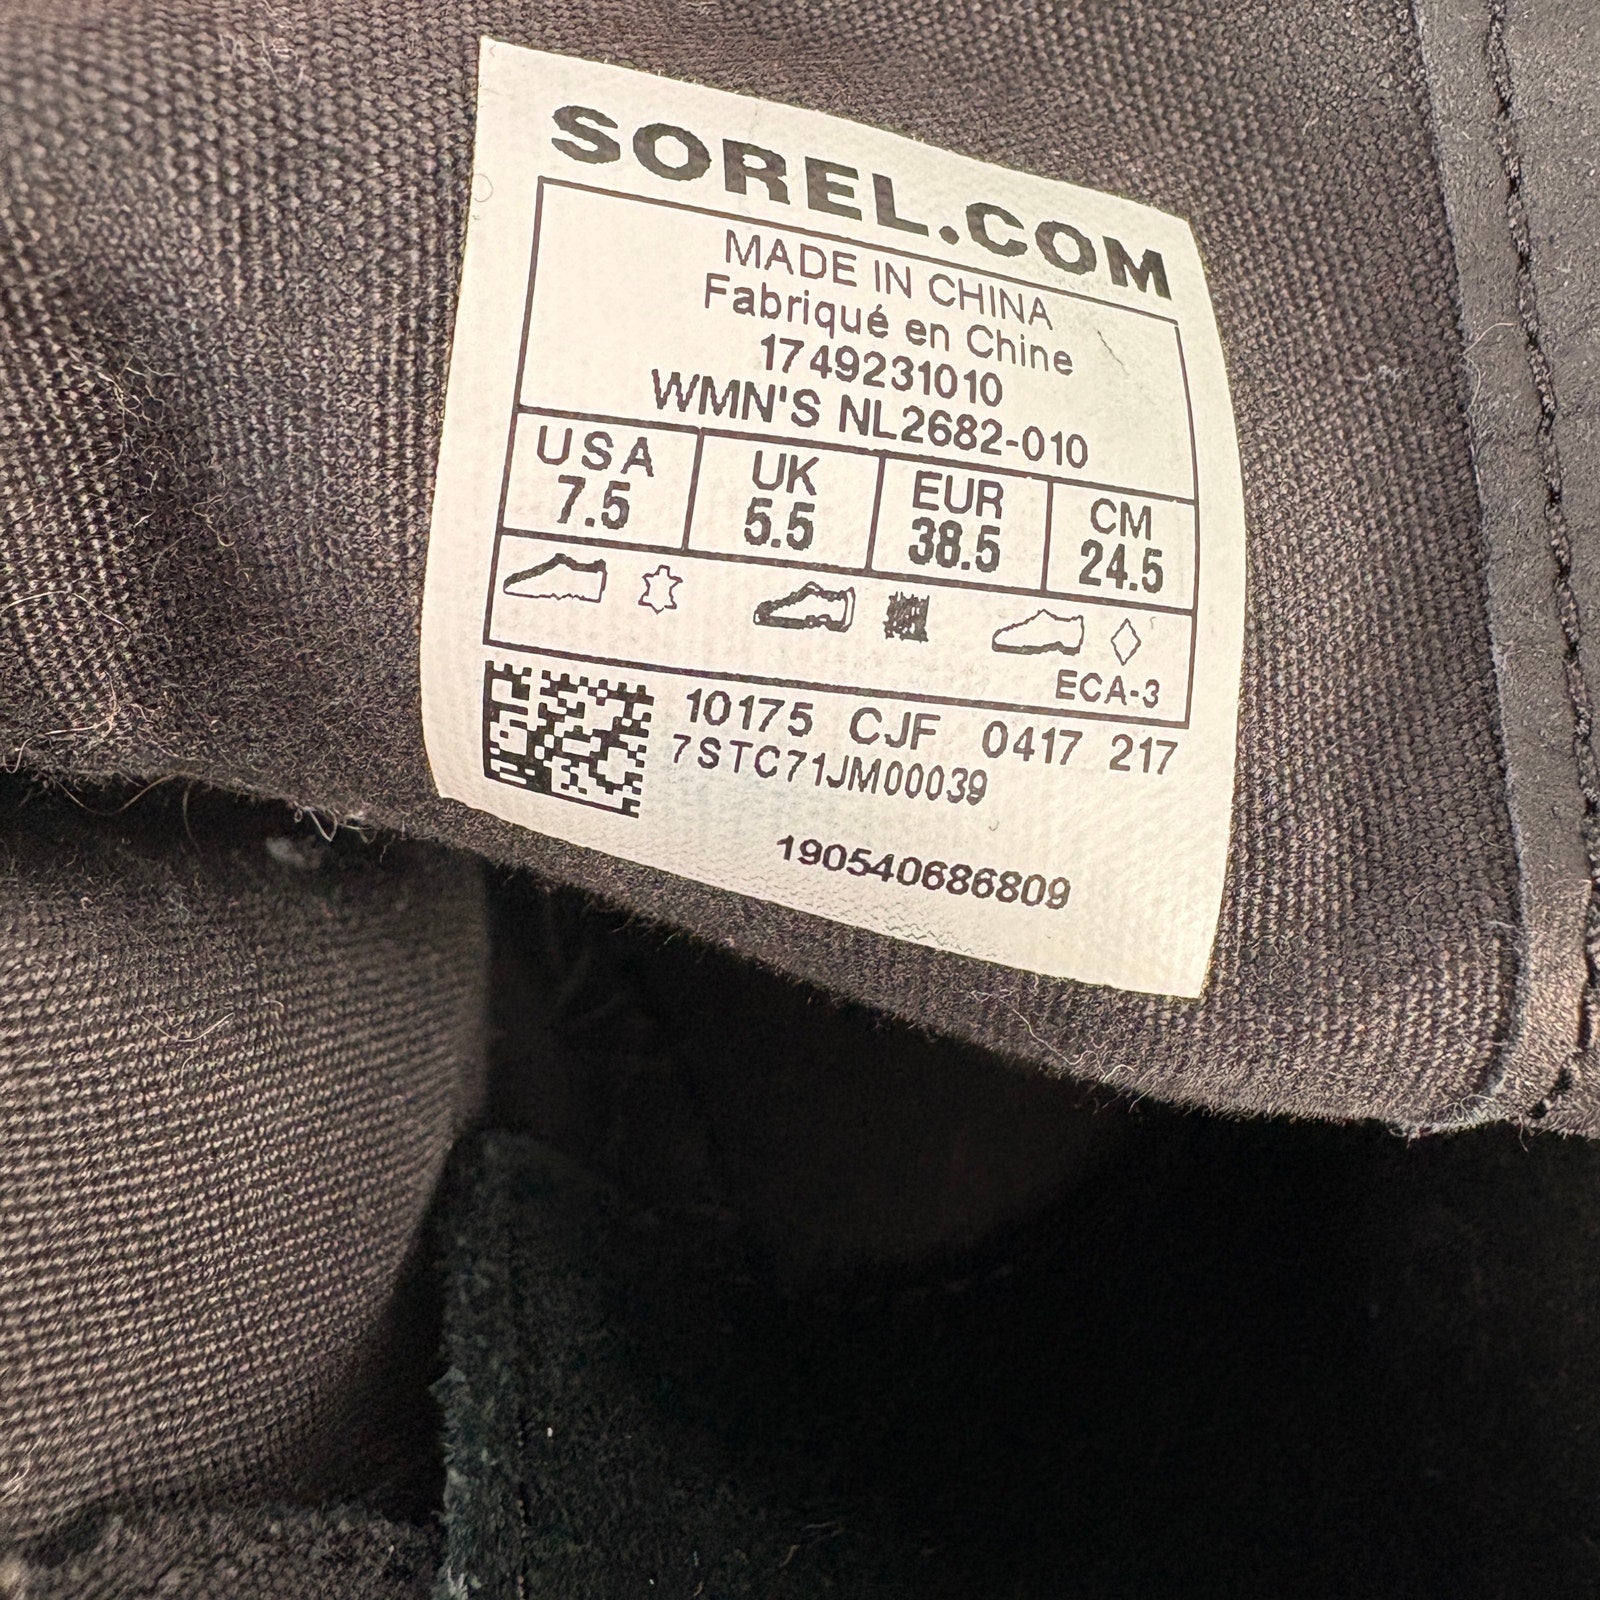 SOREL.COM
MADE IN CHINA
Fabriqué en Chine
1749231010
WMN'S NL2682-010
USA UK EUR CM
7.5 5.5 38.5 24.5
ECA-3
10175 CJF 0417 217
7STC71JM00039
190540686809